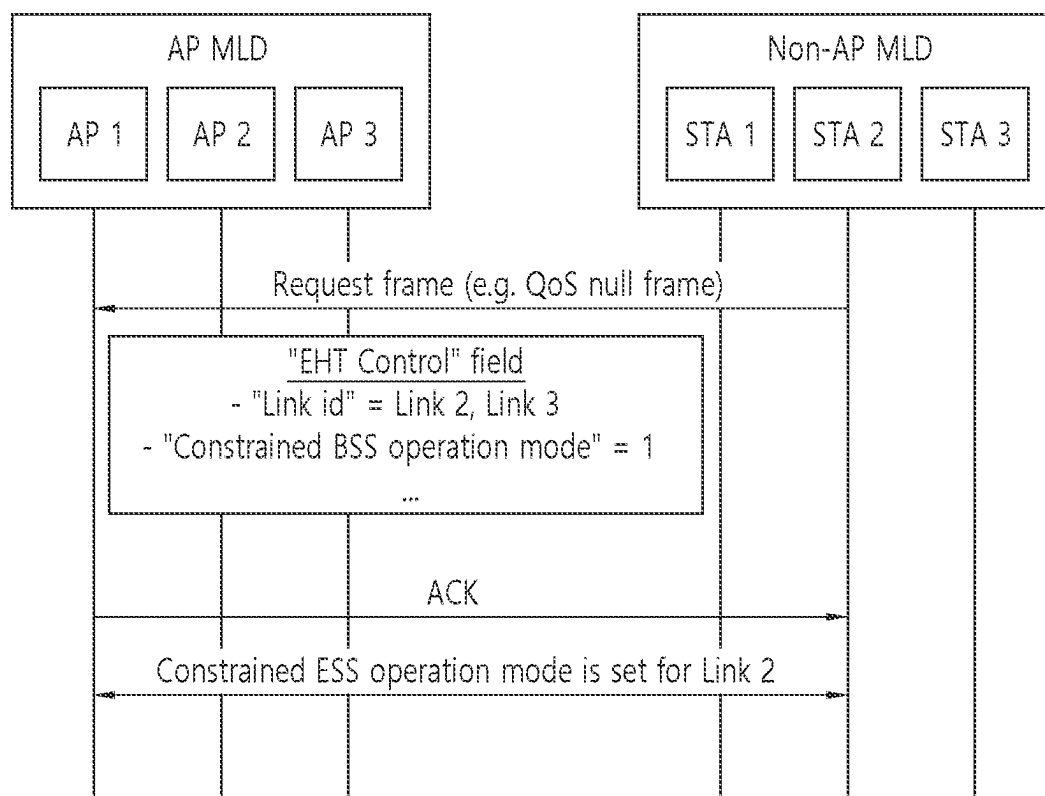 AP MLD
Non-AP MLD
AP 1
AP 2
AP 3
STA 1
STA 2
STA 3
Request frame (e.g. QoS null frame)
"EHT Control" field
- "Link id" = Link 2, Link 3
- "Constrained BSS operation mode" = 1
...
ACK
Constrained ESS operation mode is set for Link 2